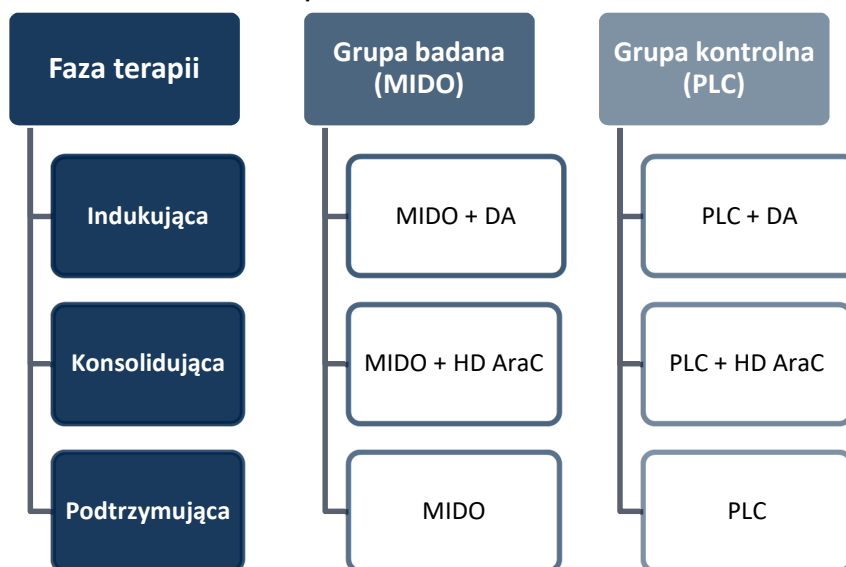 Faza terapii
Grupa badana
(MIDO)
Grupa kontrolna
(PLC)
Indukująca
MIDO + DA
PLC + DA
Konsolidująca
MIDO + HD AraC
PLC + HD AraC
Podtrzymująca
MIDO
PLC